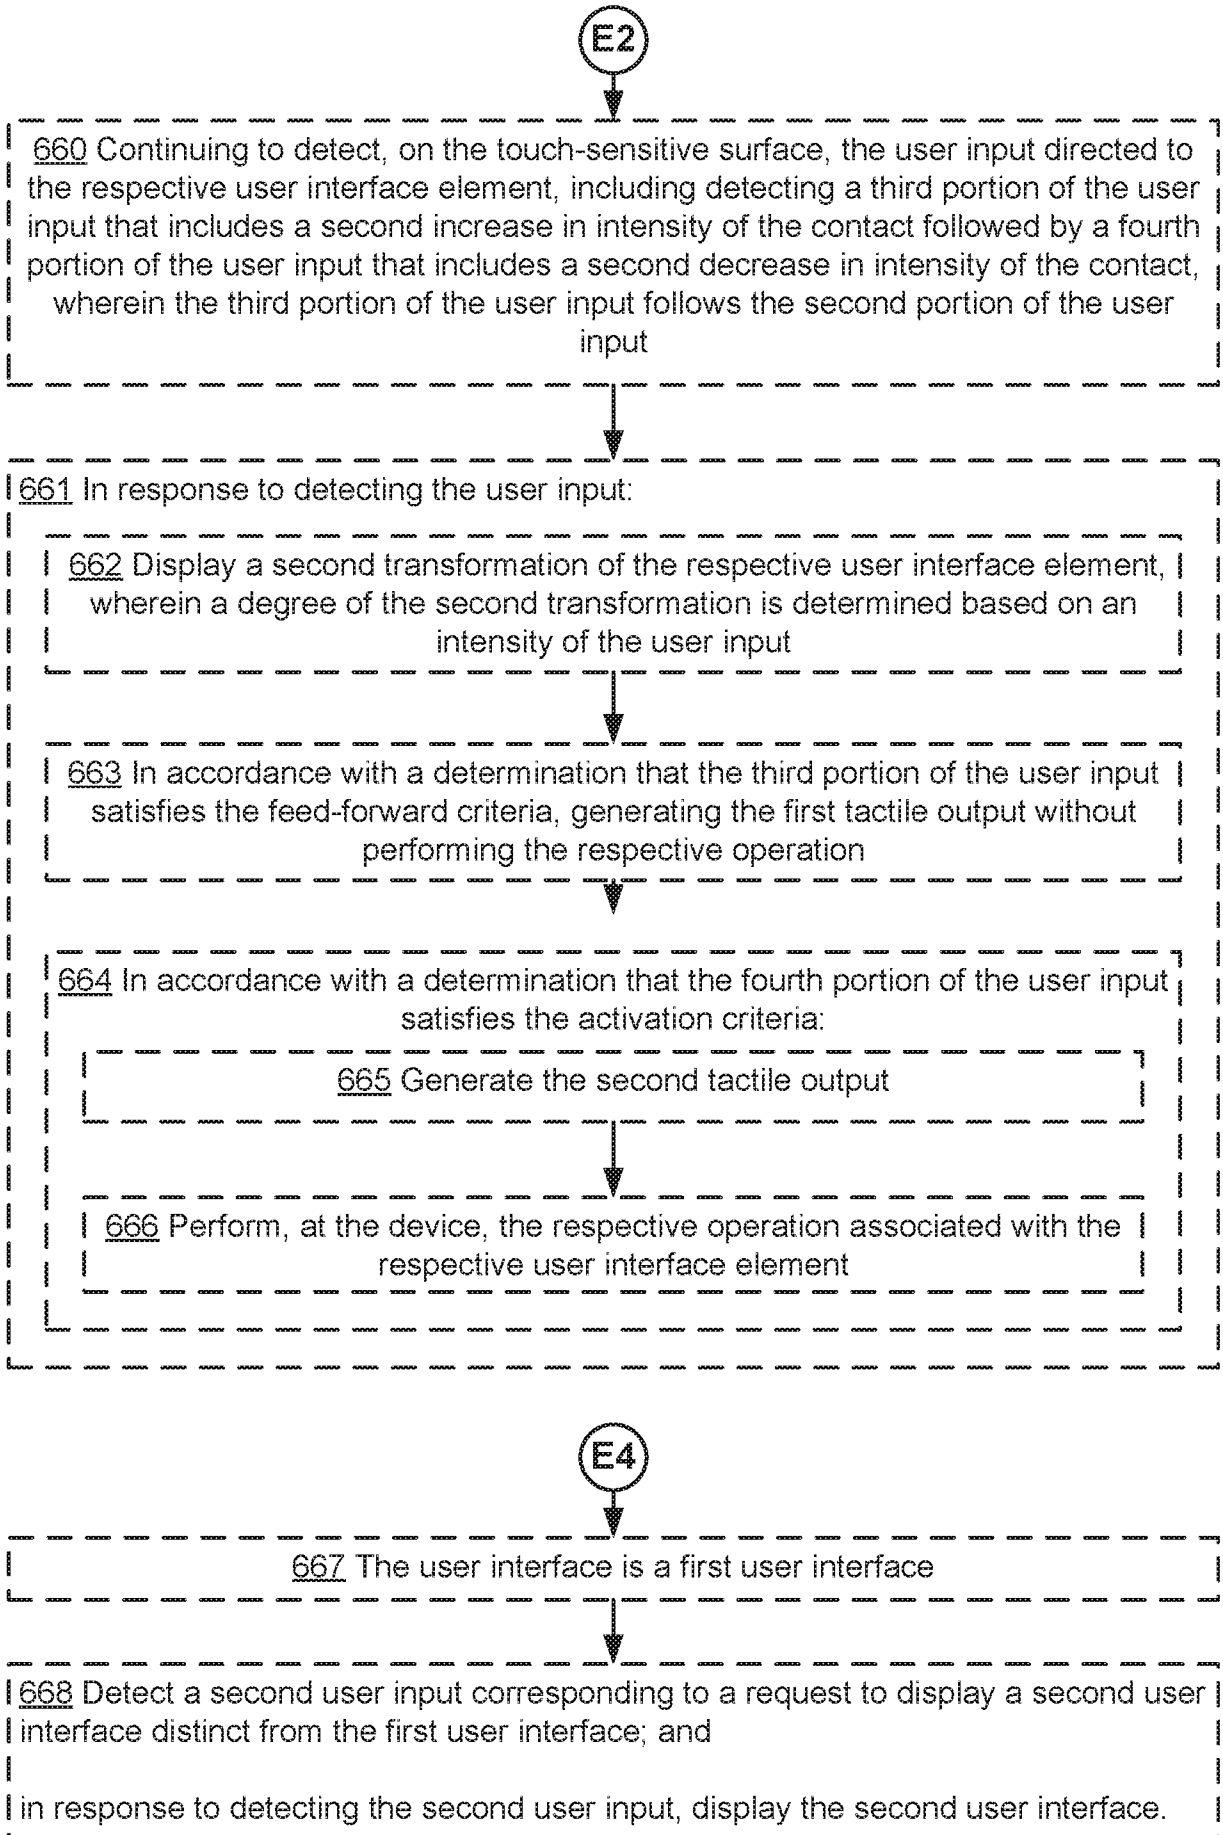 E2
660 Continuing to detect, on the touch-sensitive surface, the user input directed to
the respective user interface element, including detecting a third portion of the user
input that includes a second increase in intensity of the contact followed by a fourth
portion of the user input that includes a second decrease in intensity of the contact,
wherein the third portion of the user input follows the second portion of the user
input
661 In response to detecting the user input:
662 Display a second transformation of the respective user interface element,
wherein a degree of the second transformation is determined based on an
intensity of the user input
663 In accordance with a determination that the third portion of the user input
satisfies the feed-forward criteria, generating the first tactile output without
performing the respective operation
664 In accordance with a determination that the fourth portion of the user input
satisfies the activation criteria:
665 Generate the second tactile output
666 Perform, at the device, the respective operation associated with the
respective user interface element
E4
667 The user interface is a first user interface
668 Detect a second user input corresponding to a request to display a second user
interface distinct from the first user interface; and
in response to detecting the second user input, display the second user interface.